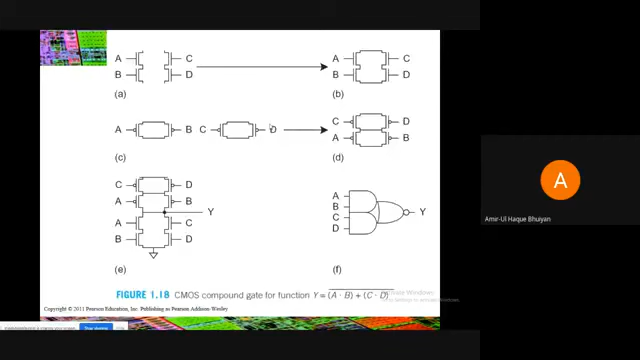 A C A C
B D B D
(a) (b)
A B C D C D
A B
(c) (d)
C D
A B
Y
A C
B D
(e)
A
B
C
D
Y
(f)
FIGURE 1.18 CMOS compound gate for function Y = (A · B) + (C · D)
Copyright © 2011 Pearson Education, Inc. Publishing as Pearson Addison-Wesley
A
Amir-Ul Haque Bhuiyan